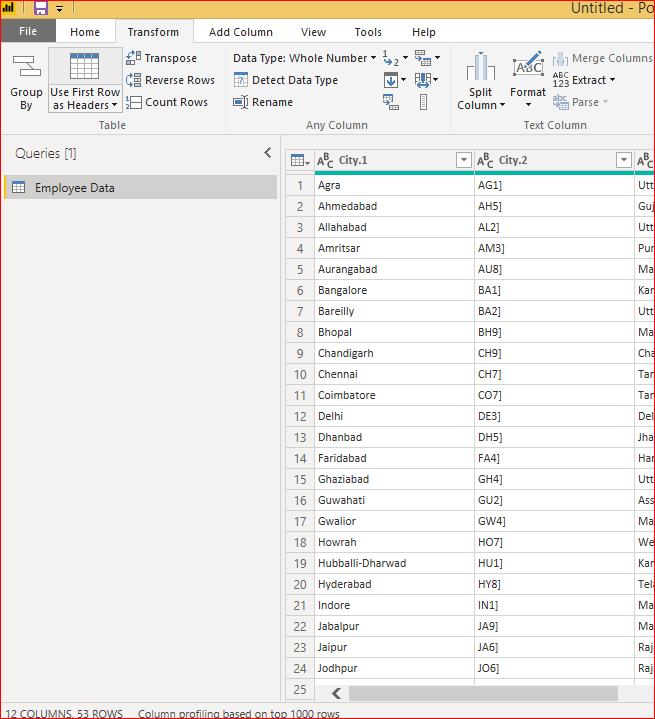 Untitled - Po
File Home Transform Add Column View Tools Help
Group By
Use First Row as Headers
Transpose
Reverse Rows
Count Rows
Table
Data Type: Whole Number
Detect Data Type
Rename
Any Column
Split Column
Format
Merge Columns
Extract
Parse
Text Column
Queries [1]
Employee Data
City.1 City.2
1 Agra AG1] Utt
2 Ahmedabad AH5] Guj
3 Allahabad AL2] Utt
4 Amritsar AM3] Pun
5 Aurangabad AU8] Ma
6 Bangalore BA1] Kar
7 Bareilly BA2] Utt
8 Bhopal BH9] Ma
9 Chandigarh CH9] Cha
10 Chennai CH7] Tan
11 Coimbatore CO7] Tan
12 Delhi DE3] Del
13 Dhanbad DH5] Jha
14 Faridabad FA4] Har
15 Ghaziabad GH4] Utt
16 Guwahati GU2] Ass
17 Gwalior GW4] Ma
18 Howrah HO7] We
19 Hubballi-Dharwad HU1] Kar
20 Hyderabad HY8] Tela
21 Indore IN1] Ma
22 Jabalpur JA9] Ma
23 Jaipur JA6] Raj
24 Jodhpur JO6] Raj
25
12 COLUMNS, 53 ROWS Column profiling based on top 1000 rows